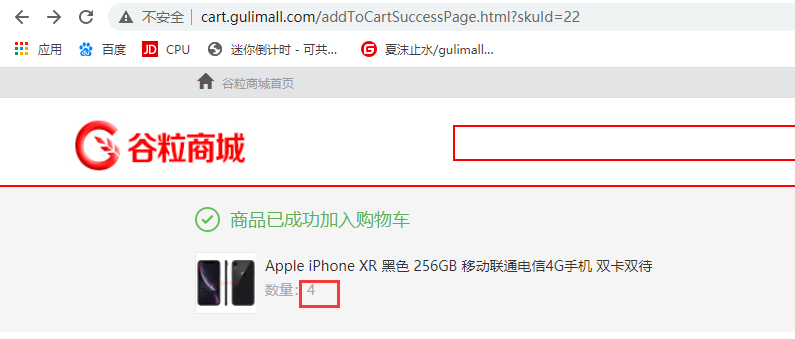 不安全 | cart.gulimall.com/addToCartSuccessPage.html?skuId=22
应用 百度 JD CPU 迷你倒计时 - 可共... G 夏沫止水/gulimall...
谷粒商城首页
谷粒商城
商品已成功加入购物车
Apple iPhone XR 黑色 256GB 移动联通电信4G手机 双卡双待
数量：4